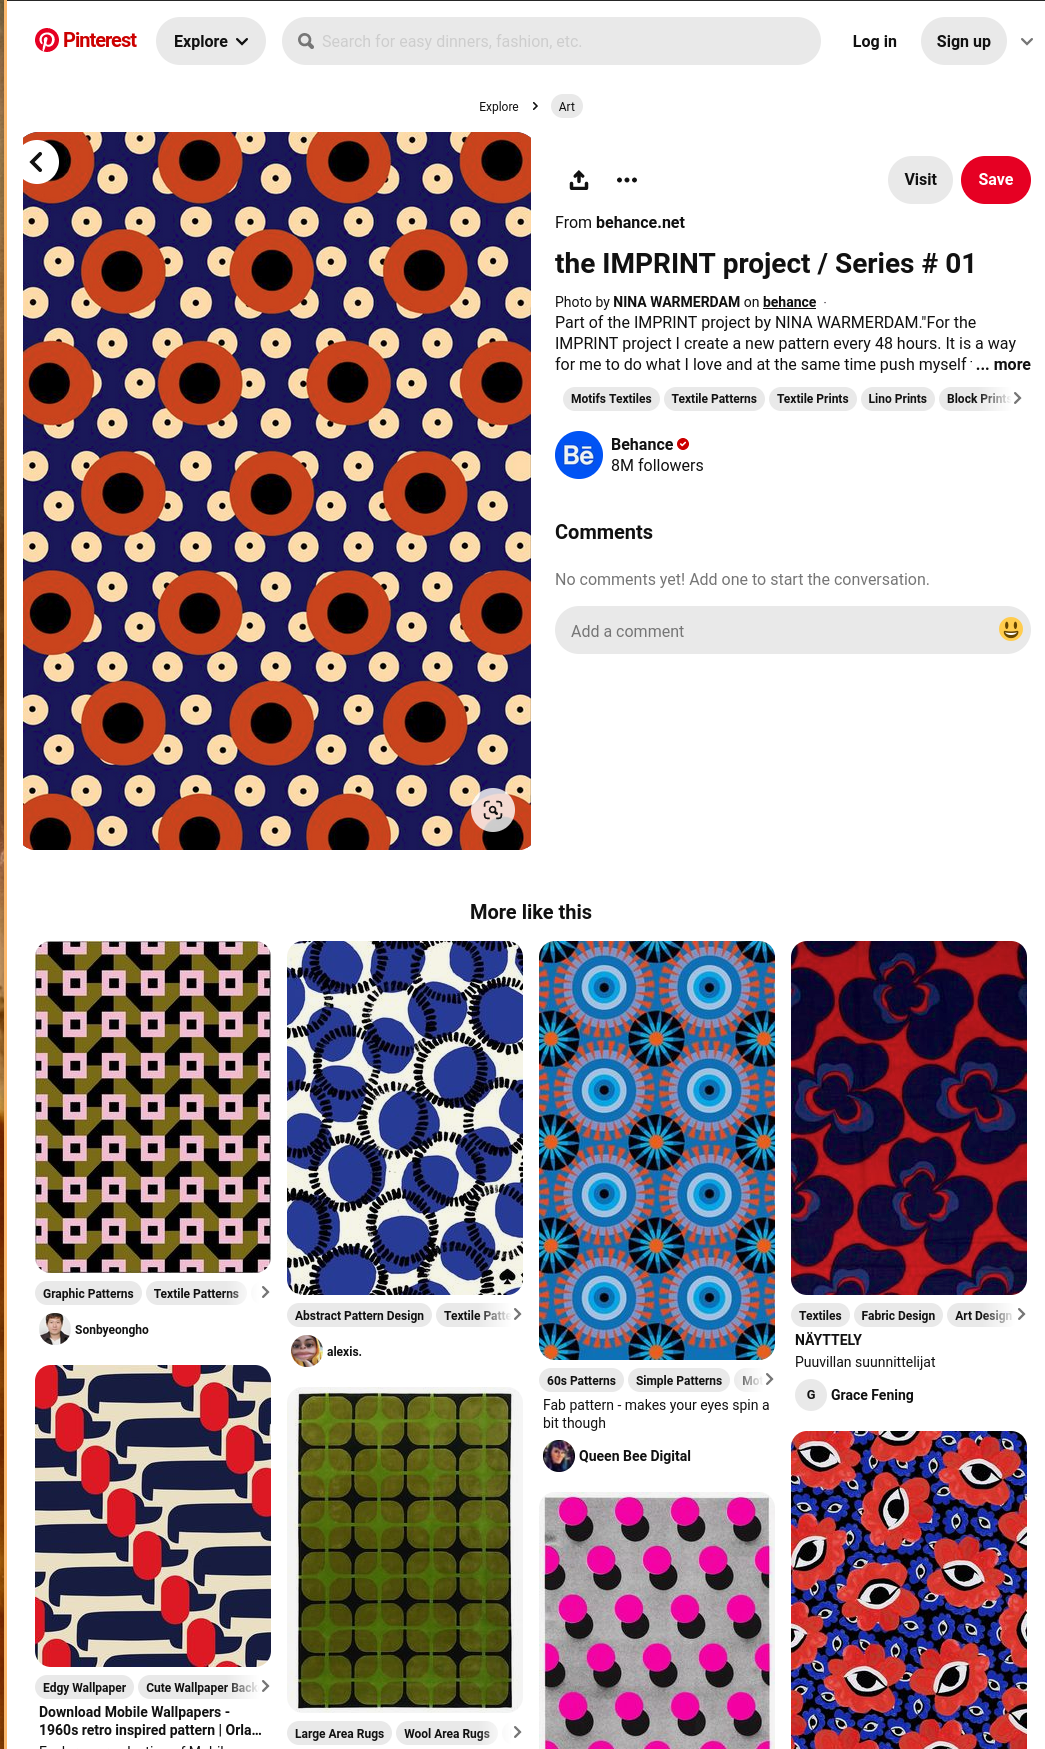 Pinterest
Explore
Search for easy dinners, fashion, etc.
Log in
Sign up
Explore
Art
Visit
Save
From behance.net
the IMPRINT project / Series # 01
Photo by NINA WARMERDAM on behance ·
Part of the IMPRINT project by NINA WARMERDAM."For the
IMPRINT project I create a new pattern every 48 hours. It is a way
for me to do what I love and at the same time push myself ... more
Motifs Textiles
Textile Patterns
Textile Prints
Lino Prints
Block Prints
Bē
Behance
8M followers
Comments
No comments yet! Add one to start the conversation.
Add a comment
More like this
Graphic Patterns
Textile Patterns
Sonbyeongho
Edgy Wallpaper
Cute Wallpaper Back
Download Mobile Wallpapers -
1960s retro inspired pattern | Orla...
Abstract Pattern Design
Textile Patte
alexis.
Large Area Rugs
Wool Area Rugs
60s Patterns
Simple Patterns
Fab pattern - makes your eyes spin a
bit though
Queen Bee Digital
Textiles
Fabric Design
Art Design
NÄYTTELY
Puuvillan suunnittelijat
G
Grace Fening